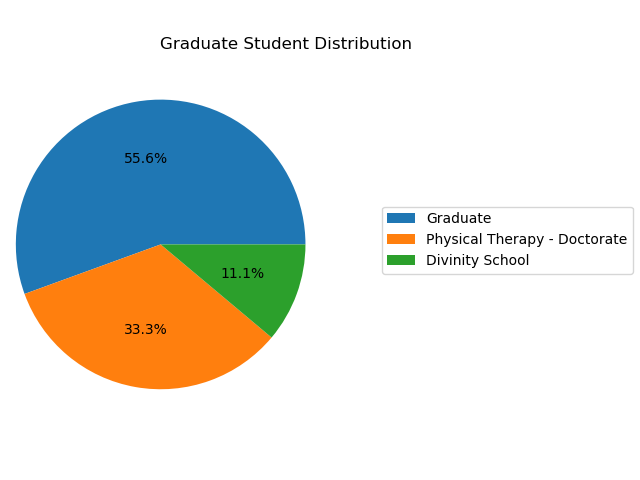 Graduate Student Distribution
55.6%
11.1%
33.3%
Graduate
Physical Therapy - Doctorate
Divinity School